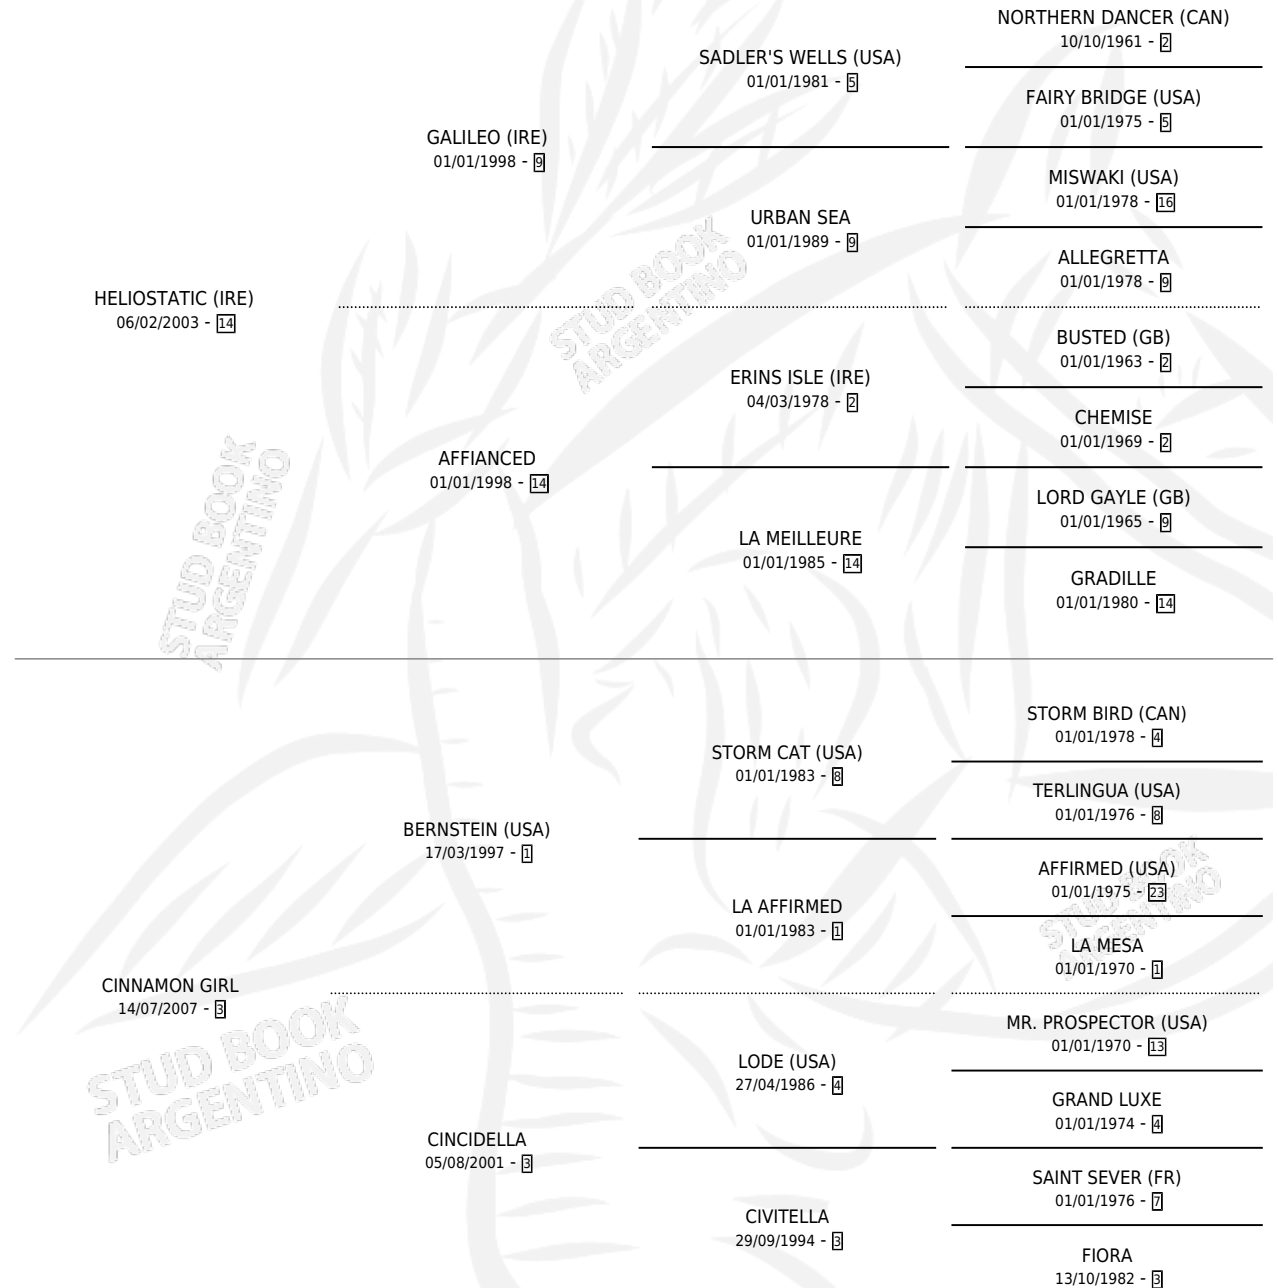 NORTHERN DANCER (CAN)
10/10/1961 - 2
SADLER'S WELLS (USA)
01/01/1981 - 5
FAIRY BRIDGE (USA)
01/01/1975 - 5
GALILEO (IRE)
01/01/1998 - 9
MISWAKI (USA)
01/01/1978 - 16
URBAN SEA
01/01/1989 - 9
ALLEGRETTA
01/01/1978 - 9
HELIOSTATIC (IRE)
06/02/2003 - 14
BUSTED (GB)
01/01/1963 - 2
ERINS ISLE (IRE)
04/03/1978 - 2
CHEMISE
01/01/1969 - 2
AFFIANCED
01/01/1998 - 14
LORD GAYLE (GB)
01/01/1965 - 9
LA MEILLEURE
01/01/1985 - 14
GRADILLE
01/01/1980 - 14
STORM BIRD (CAN)
01/01/1978 - 4
STORM CAT (USA)
01/01/1983 - 8
TERLINGUA (USA)
01/01/1976 - 8
BERNSTEIN (USA)
17/03/1997 - 1
AFFIRMED (USA)
01/01/1975 - 23
LA AFFIRMED
01/01/1983 - 1
LA MESA
01/01/1970 - 1
CINNAMON GIRL
14/07/2007 - 3
MR. PROSPECTOR (USA)
01/01/1970 - 13
LODE (USA)
27/04/1986 - 4
GRAND LUXE
01/01/1974 - 4
CINCIDELLA
05/08/2001 - 3
SAINT SEVER (FR)
01/01/1976 - 7
CIVITELLA
29/09/1994 - 3
FIORA
13/10/1982 - 3
STUD BOOK
ARGENTINO
STUD BOOK
ARGENTINO
STUD BOOK
ARGENTINO
STUD BOOK
ARGENTINO